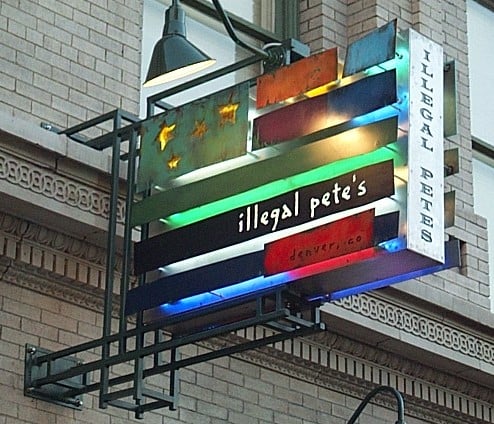 illegal pete's
denver, co
ILLEGAL PETES